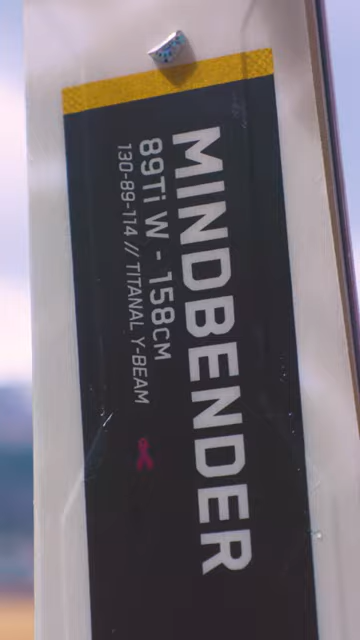 MINDBENDER
89Ti W - 158CM
130-89-114 // TITANAL Y-BEAM